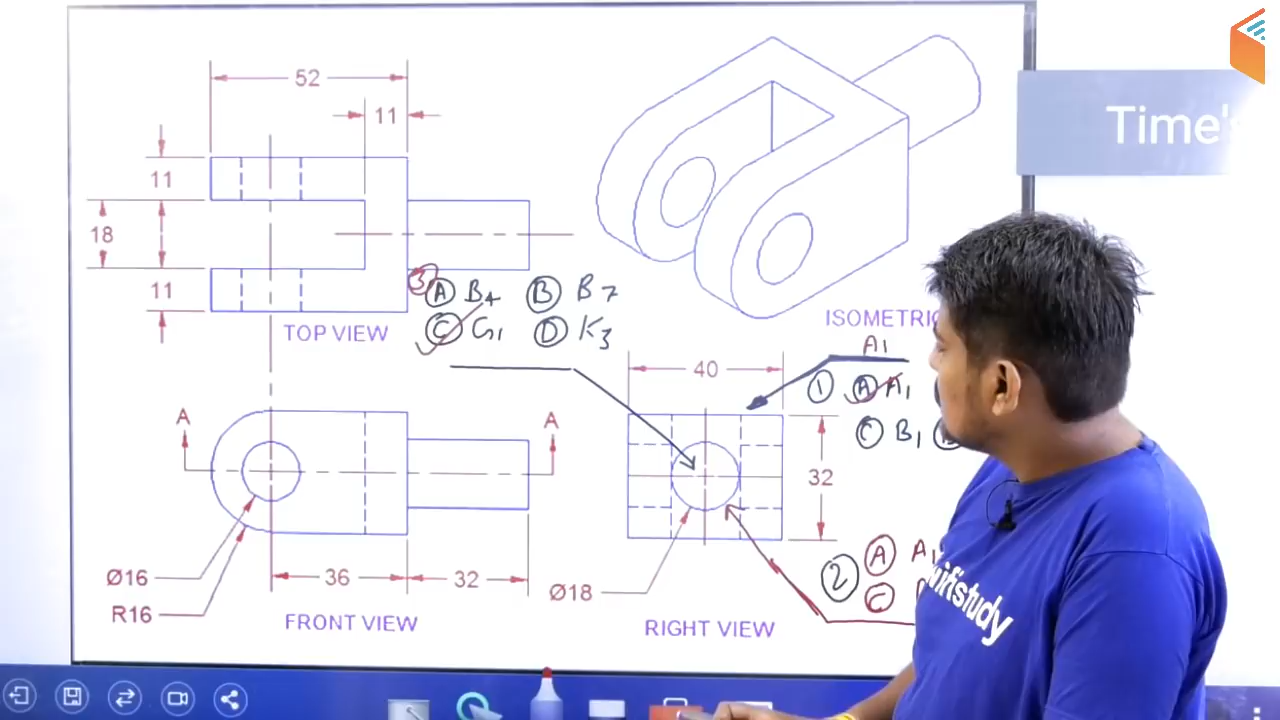 52
11
Time's
11
18
11
3
A B4 B B7
C G1 D K3
TOP VIEW
ISOMETRIC
A1
40
1 A A1
C B1
A A
32
2 A A1
C
Ø16
R16
36 32
Ø18
FRONT VIEW
RIGHT VIEW
wifistudy